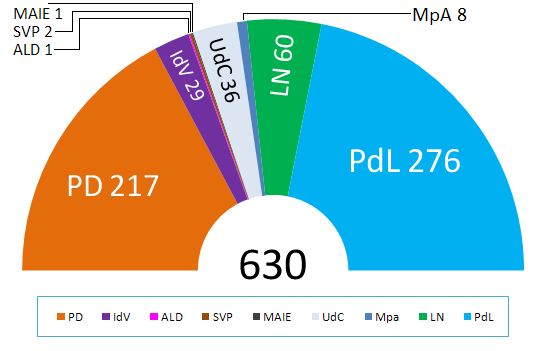 MAIE 1
SVP 2
ALD 1
MpA 8
IdV 29
UdC 36
LN 60
PD 217
PdL 276
630
PD IdV ALD SVP MAIE UdC Mpa LN PdL